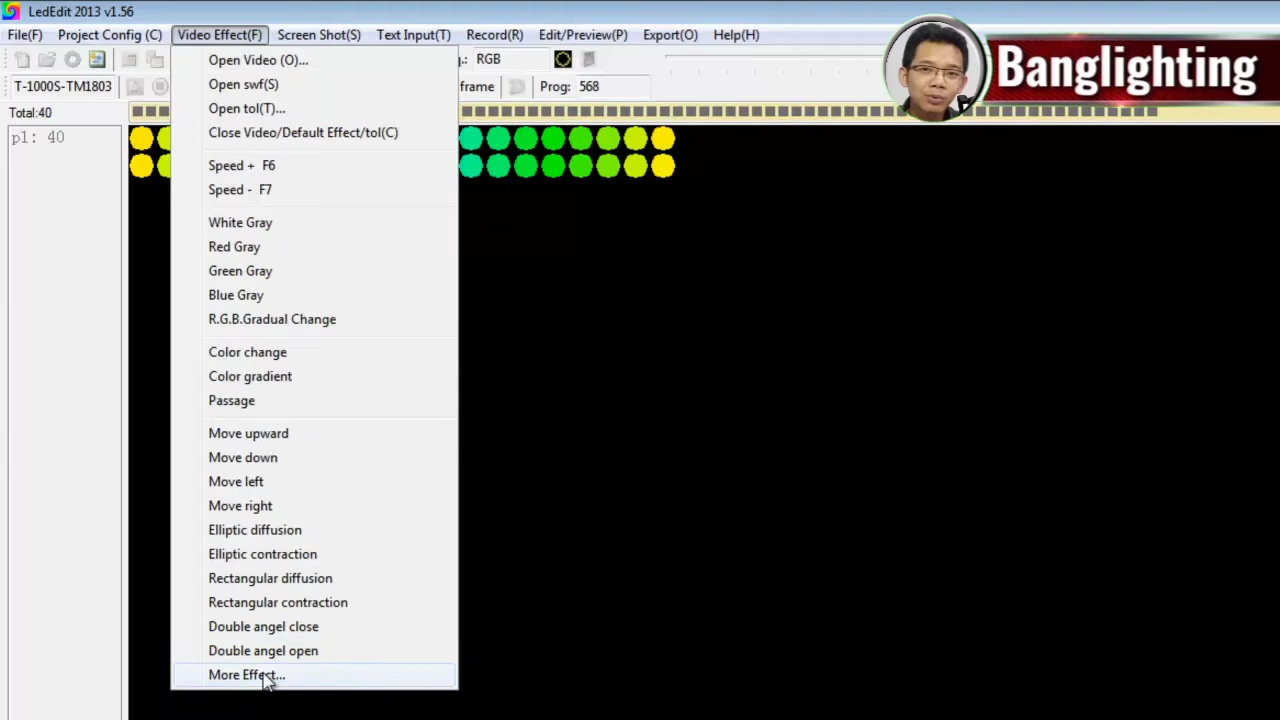 LedEdit 2013 v1.56
File(F) Project Config (C) Video Effect(F) Screen Shot(S) Text Input(T) Record(R) Edit/Preview(P) Export(O) Help(H)
.: RGB
T-1000S-TM1803 frame Prog: 568
Total:40
p1: 40
Open Video (O)...
Open swf(S)
Open tol(T)...
Close Video/Default Effect/tol(C)
Speed + F6
Speed - F7
White Gray
Red Gray
Green Gray
Blue Gray
R.G.B.Gradual Change
Color change
Color gradient
Passage
Move upward
Move down
Move left
Move right
Elliptic diffusion
Elliptic contraction
Rectangular diffusion
Rectangular contraction
Double angel close
Double angel open
More Effect...
Banglighting